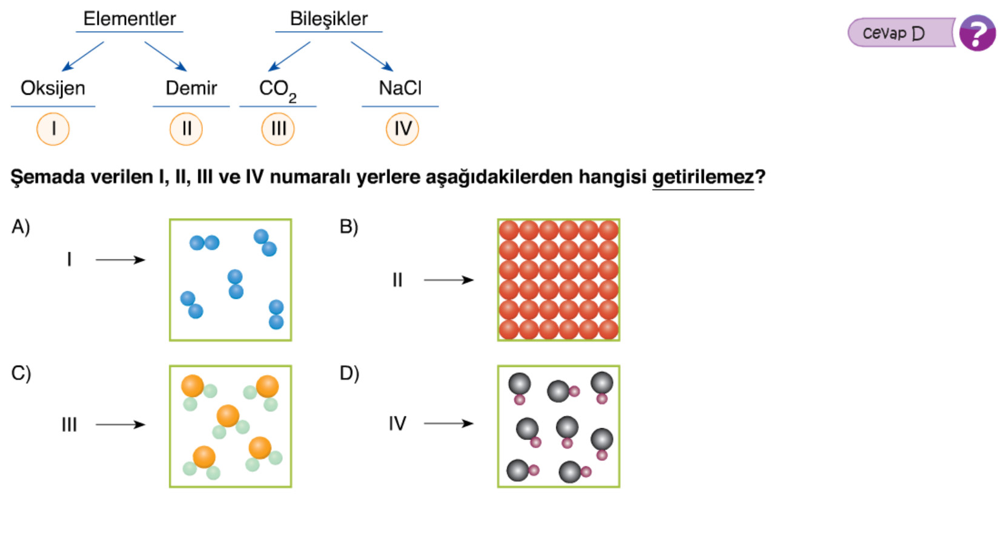 Elementler Bileşikler
cevap D ?
Oksijen Demir CO2 NaCl
I II III IV
Şemada verilen I, II, III ve IV numaralı yerlere aşağıdakilerden hangisi getirilemez?
A) B)
I II
C) D)
III IV